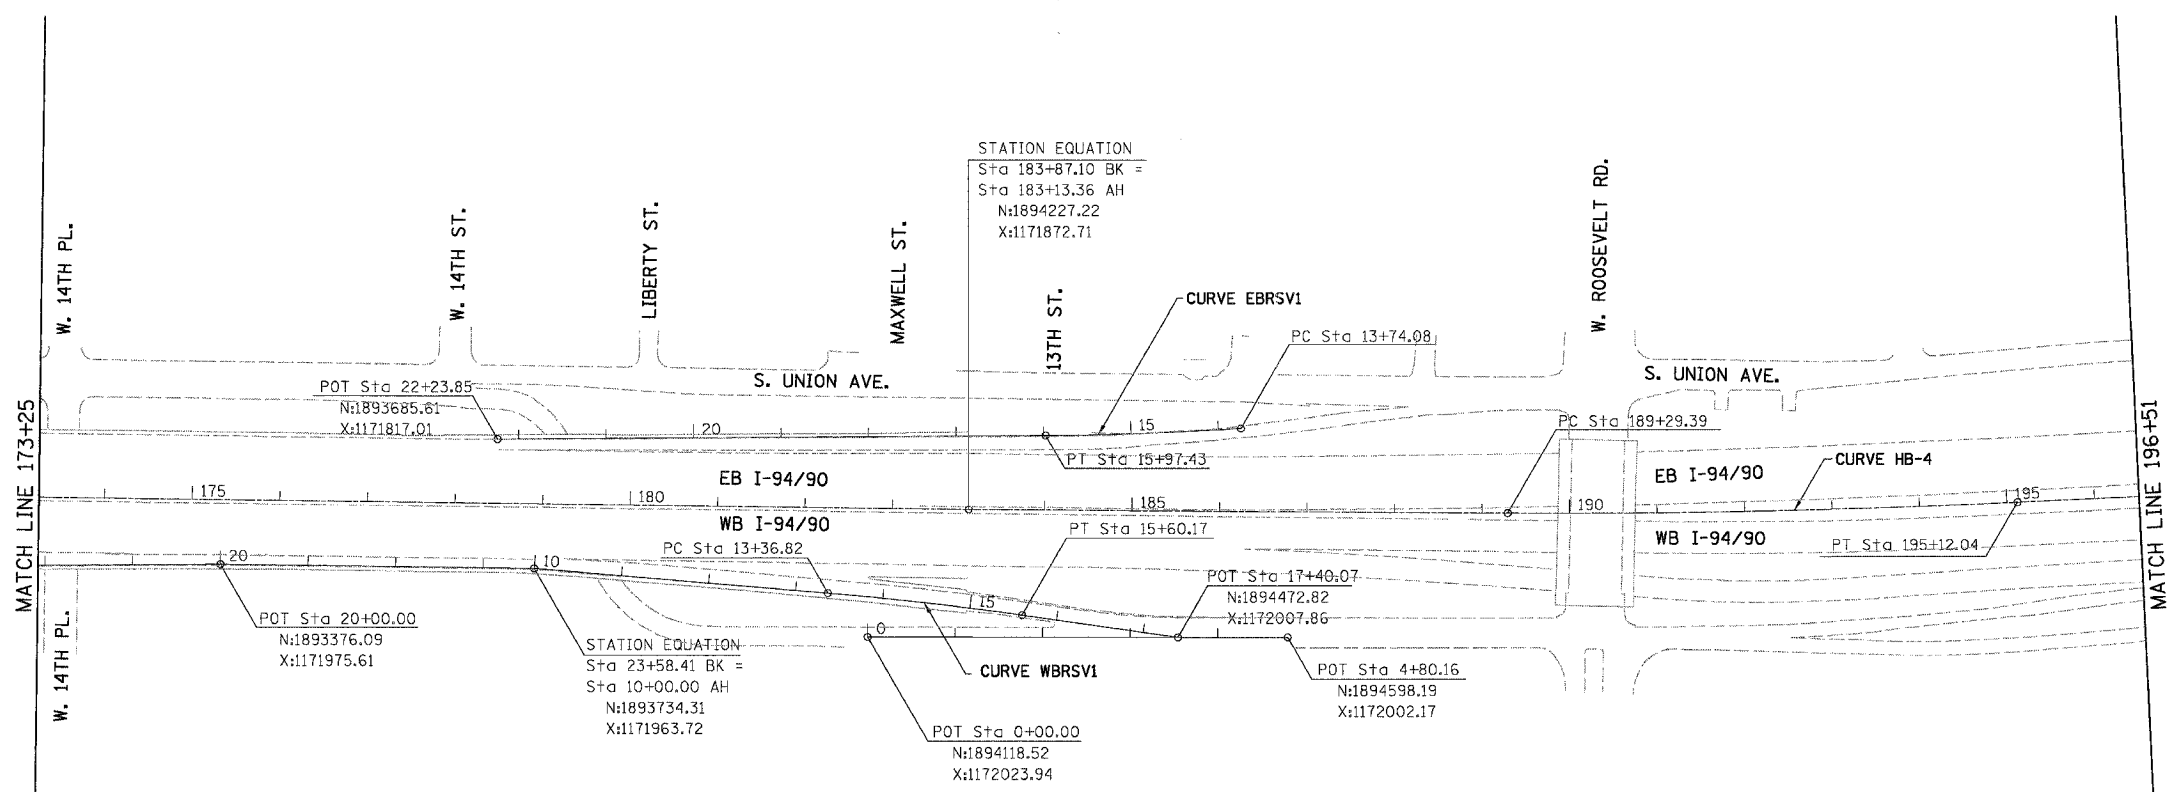 STATION EQUATION
Sta 183+87.10 BK =
Sta 183+13.36 AH
N:1894227.22
X:1171872.71
W. 14TH PL.
W. 14TH ST.
LIBERTY ST.
MAXWELL ST.
13TH ST.
W. ROOSEVELT RD.
CURVE EBRSV1
PC Sta 13+74.08
S. UNION AVE.
S. UNION AVE.
POT Sta 22+23.85
N:1893685.61
X:1171817.01
20
15
PC Sta 189+29.39
PT Sta 15+97.43
MATCH LINE 173+25
MATCH LINE 196+51
EB I-94/90
EB I-94/90
CURVE HB-4
175
180
185
190
195
WB I-94/90
WB I-94/90
PT Sta 15+60.17
PC Sta 13+36.82
PT Sta 195+12.04
20
10
15
0
POT Sta 17+40.07
N:1894472.82
X:1172007.86
POT Sta 20+00.00
N:1893376.09
X:1171975.61
STATION EQUATION
Sta 23+58.41 BK =
Sta 10+00.00 AH
N:1893734.31
X:1171963.72
CURVE WBRSV1
POT Sta 4+80.16
N:1894598.19
X:1172002.17
W. 14TH PL.
POT Sta 0+00.00
N:1894118.52
X:1172023.94